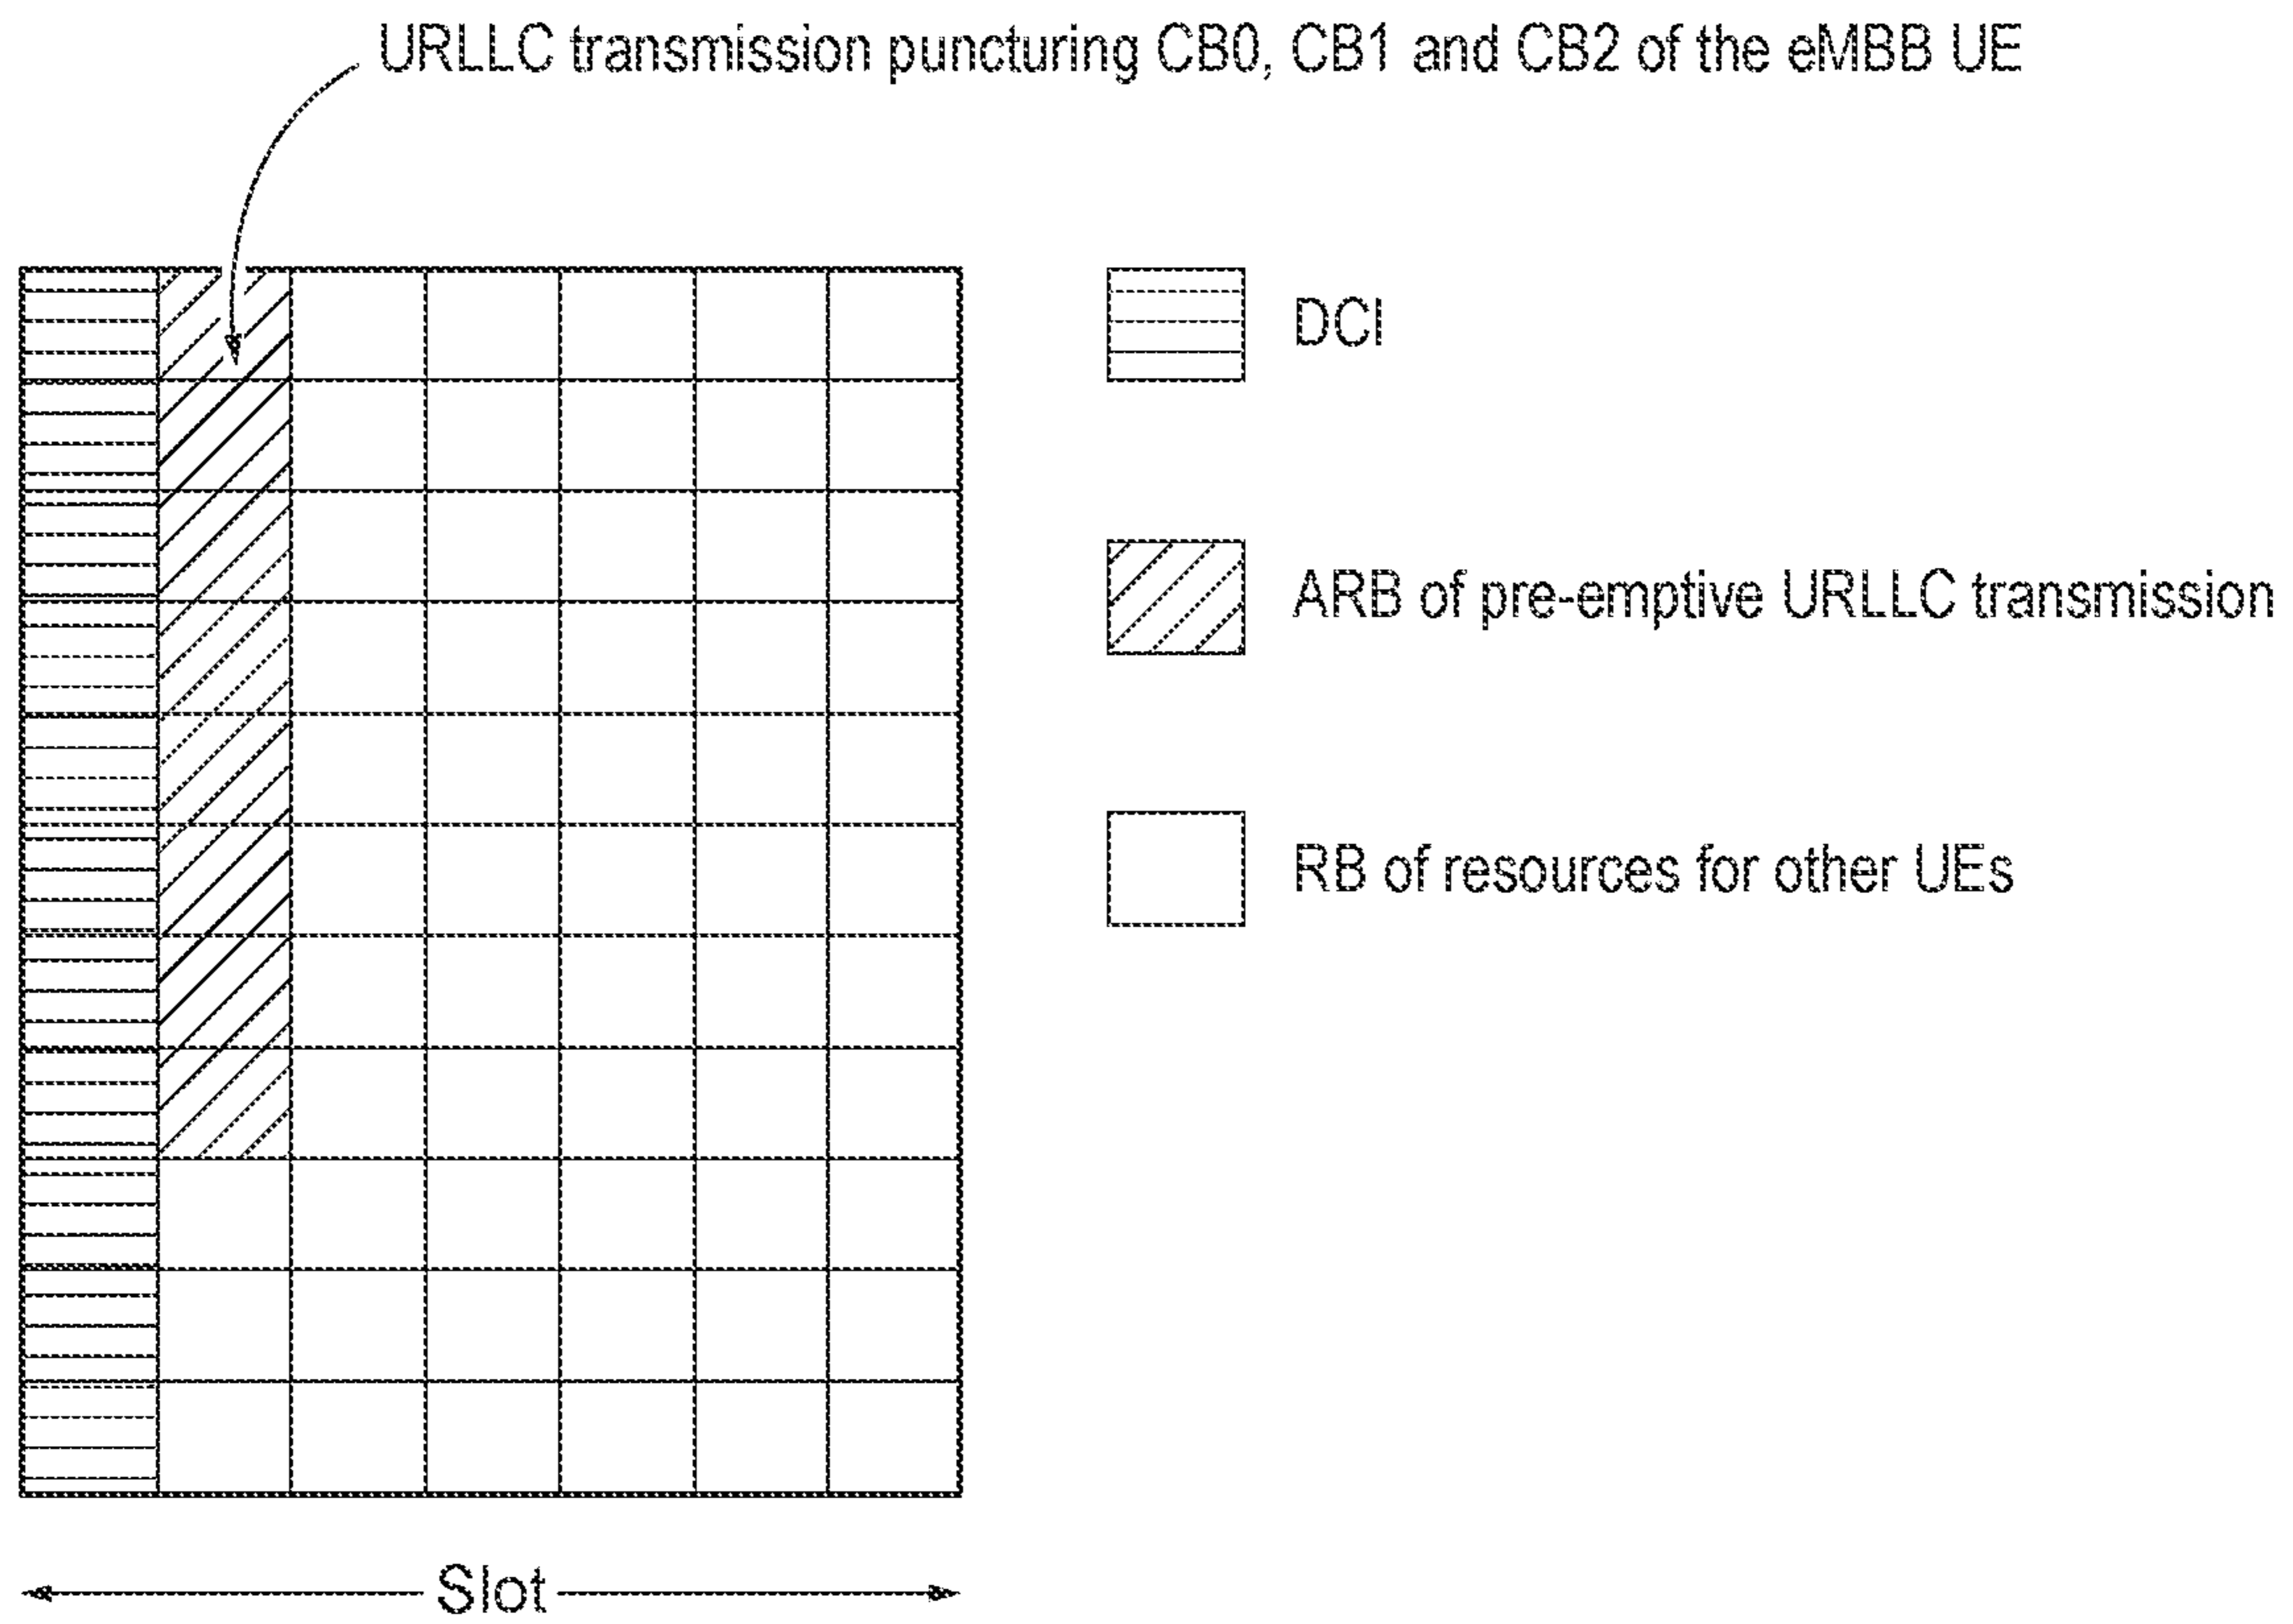 URLLC transmission puncturing CB0, CB1 and CB2 of the eMBB UE
DCI
ARB of pre-emptive URLLC transmission
RB of resources for other UEs
Slot